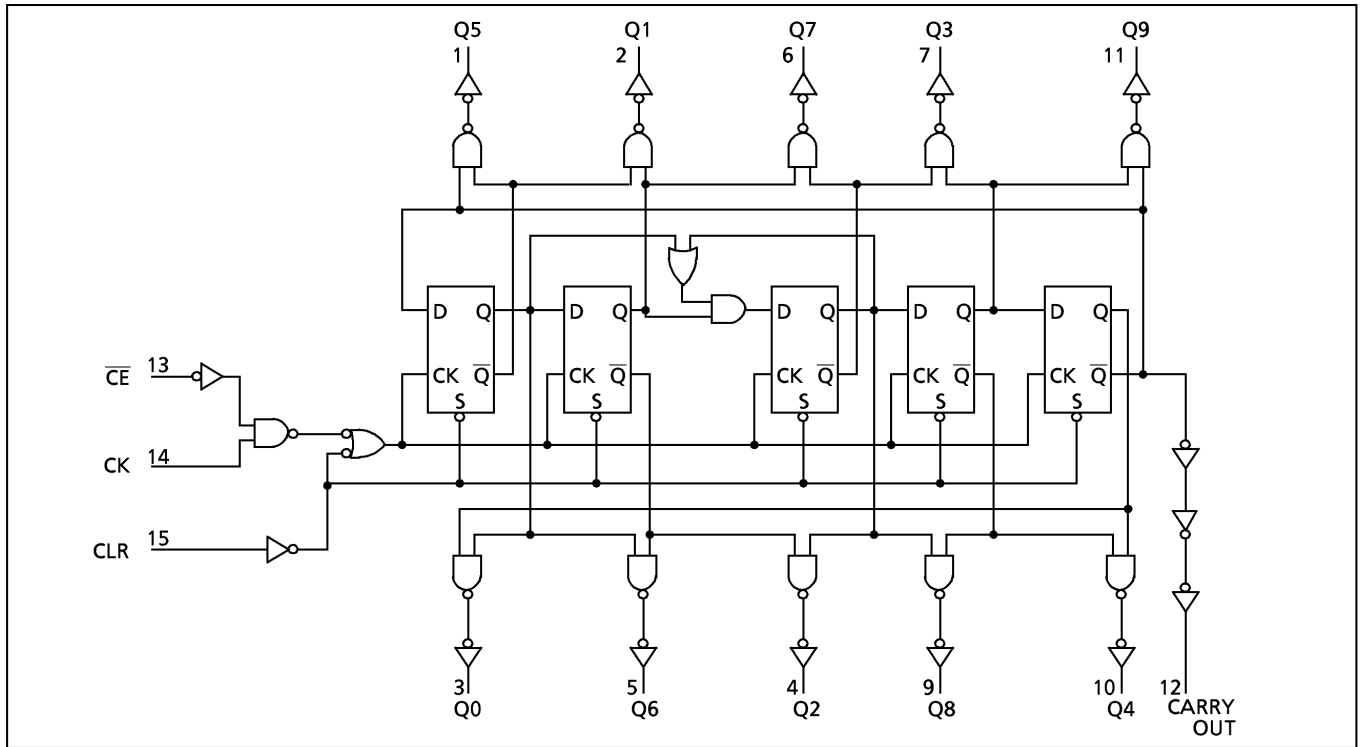 Q5 Q1 Q7 Q3 Q9
1 2 6 7 11
D Q D Q D Q D Q D Q
CE̅ 13
CK Q̅ CK Q̅ CK Q̅ CK Q̅ CK Q̅
S S S S S
CK 14
CLR 15
3 5 4 9 10 12
Q0 Q6 Q2 Q8 Q4 CARRY
OUT